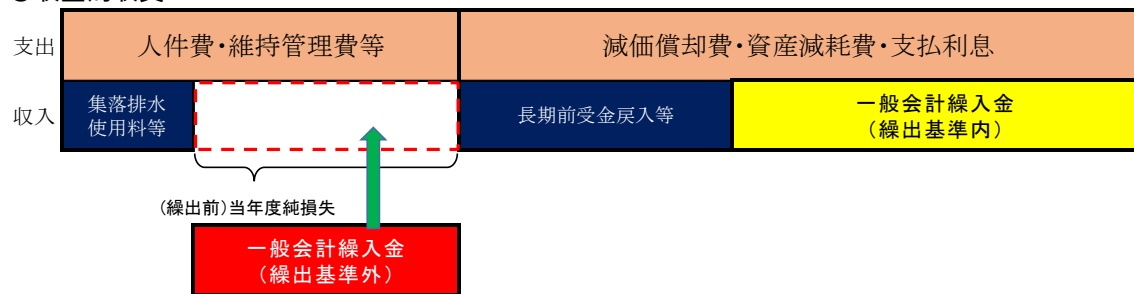 支出
人件費・維持管理費等
減価償却費・資産減耗費・支払利息
収入
集落排水
使用料等
長期前受金戻入等
一般会計繰入金
（繰出基準内）
(繰出前)当年度純損失
一般会計繰入金
（繰出基準外）